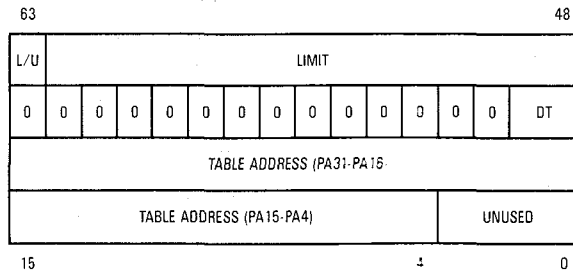 63 48
L/U LIMIT
0 0 0 0 0 0 0 0 0 0 0 0 0 0 DT
TABLE ADDRESS (PA31-PA16-
TABLE ADDRESS (PA15-PA4) UNUSED
15 4 0